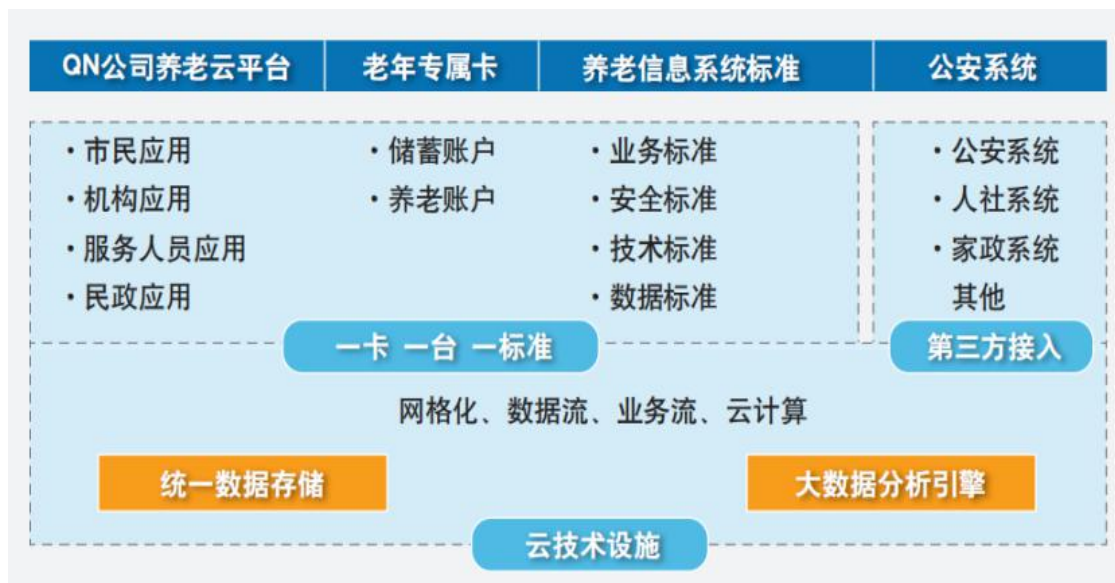 QN公司养老云平台 老年专属卡 养老信息系统标准 公安系统
·市民应用 ·储蓄账户 ·业务标准 ·公安系统
·机构应用 ·养老账户 ·安全标准 ·人社系统
·服务人员应用 ·技术标准 ·家政系统
·民政应用 ·数据标准 其他
一卡 一台 一标准 第三方接入
网格化、数据流、业务流、云计算
统一数据存储 大数据分析引擎
云技术设施